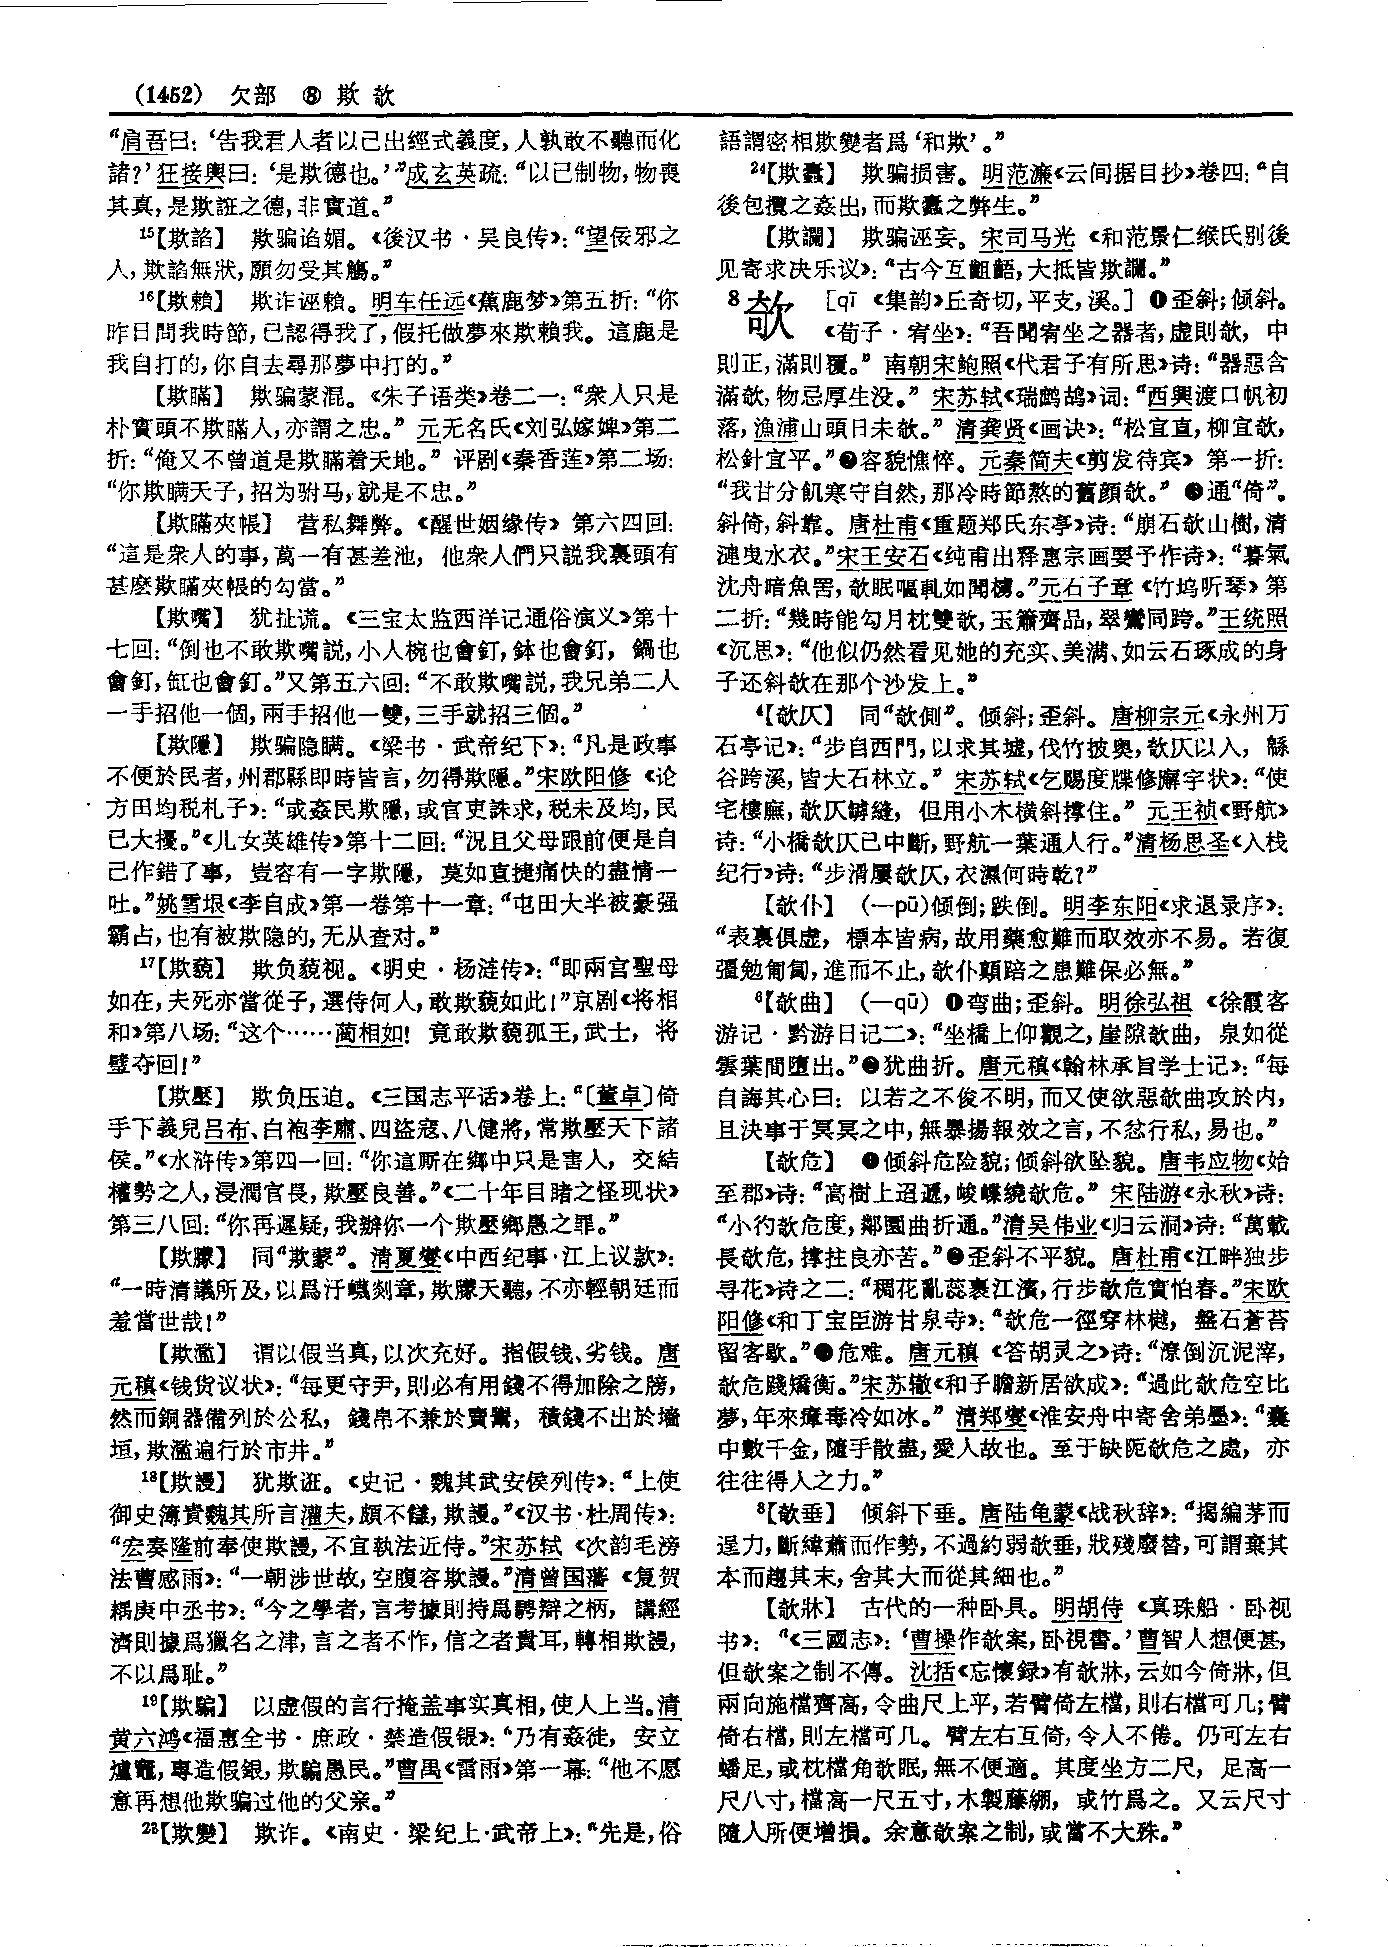 (1452) 欠部 ⑧ 欺 欹
“肩吾曰：‘告我君人者以己出經式義度，人孰敢不聽而化
諸？’狂接輿曰：‘是欺德也。’”成玄英疏：“以己制物，物喪
其真，是欺誑之德，非實道。”
15【欺諂】 欺骗谄媚。《後汉书·吴良传》：“望佞邪之
人，欺諂無狀，願勿受其觴。”
16【欺賴】 欺诈诬赖。明车任远《蕉鹿梦》第五折：“你
昨日問我時節，已認得我了，假托做夢來欺賴我。這鹿是
我自打的，你自去尋那夢中打的。”
【欺瞞】 欺骗蒙混。《朱子语类》卷二一：“衆人只是
朴實頭不欺瞞人，亦謂之忠。” 元无名氏《刘弘嫁婢》第二
折：“俺又不曾道是欺瞞着天地。” 评剧《秦香莲》第二场：
“你欺瞒天子，招为驸马，就是不忠。”
【欺瞞夾帳】 营私舞弊。《醒世姻缘传》第六四回：
“這是衆人的事，萬一有甚差池，他衆人們只説我裏頭有
甚麽欺瞞夾帳的勾當。”
【欺嘴】 犹扯谎。《三宝太监西洋记通俗演义》第十
七回：“倒也不敢欺嘴説，小人椀也會釘，鉢也會釘，鍋也
會釘，缸也會釘。”又第五六回：“不敢欺嘴説，我兄弟二人
一手招他一個，兩手招他一雙，三手就招三個。”
【欺隱】 欺骗隐瞒。《梁书·武帝纪下》：“凡是政事
不便於民者，州郡縣即時皆言，勿得欺隱。”宋欧阳修《论
方田均税札子》：“或姦民欺隱，或官吏誅求，税未及均，民
已大擾。”《儿女英雄传》第十二回：“況且父母跟前便是自
己作錯了事，豈容有一字欺隱，莫如直捷痛快的盡情一
吐。”姚雪垠《李自成》第一卷第十一章：“屯田大半被豪强
霸占，也有被欺隐的，无从查对。”
17【欺藐】 欺负藐视。《明史·杨涟传》：“即兩宫聖母
如在，夫死亦當從子，選侍何人，敢欺藐如此！”京剧《将相
和》第八场：“这个……蔺相如！竟敢欺藐孤王，武士，将
璧夺回！”
【欺壓】 欺负压迫。《三国志平话》卷上：“〔董卓〕倚
手下義兒吕布、白袍李肅、四盜寇、八健將，常欺壓天下諸
侯。”《水浒传》第四一回：“你這厮在鄉中只是害人，交結
權勢之人，浸潤官長，欺壓良善。”《二十年目睹之怪现状》
第三八回：“你再遲疑，我辦你一个欺壓鄉愚之罪。”
【欺朦】 同“欺蒙”。清夏燮《中西纪事·江上议款》：
“一時清議所及，以爲汙衊剡章，欺朦天聽，不亦輕朝廷而
羞當世哉！”
【欺濫】 谓以假当真，以次充好。指假钱、劣钱。唐
元稹《钱货议状》：“每更守尹，則必有用錢不得加除之牓，
然而銅器備列於公私，錢帛不兼於賣鬻，積錢不出於墻
垣，欺濫遍行於市井。”
18【欺謾】 犹欺诳。《史记·魏其武安侯列传》：“上使
御史簿責魏其所言灌夫，頗不讎，欺謾。”《汉书·杜周传》：
“宏奏隆前奉使欺謾，不宜執法近侍。”宋苏轼《次韵毛滂
法曹感雨》：“一朝涉世故，空腹容欺謾。”清曾国藩《复贺
耦庚中丞书》：“今之學者，言考據則持爲騁辯之柄，講經
濟則據爲獵名之津，言之者不怍，信之者貴耳，轉相欺謾，
不以爲耻。”
19【欺騙】 以虚假的言行掩盖事实真相，使人上当。清
黄六鸿《福惠全书·庶政·禁造假银》：“乃有姦徒，安立
爐竈，專造假銀，欺騙愚民。”曹禺《雷雨》第一幕：“他不愿
意再想他欺骗过他的父亲。”
23【欺變】 欺诈。《南史·梁纪上·武帝上》：“先是，俗
語謂密相欺變者爲‘和欺’。”
24【欺蠹】 欺骗损害。明范濂《云间据目抄》卷四：“自
後包攬之姦出，而欺蠹之弊生。”
【欺讕】 欺骗诬妄。宋司马光《和范景仁缑氏别後
见寄求决乐议》：“古今互齟齬，大抵皆欺讕。”
8 欹 [qī 《集韵》丘奇切，平支，溪。] ❶歪斜；倾斜。
《荀子·宥坐》：“吾聞宥坐之器者，虚則欹，中
則正，滿則覆。” 南朝宋鲍照《代君子有所思》诗：“器惡含
滿欹，物忌厚生没。” 宋苏轼《瑞鹧鸪》词：“西興渡口帆初
落，漁浦山頭日未欹。” 清龚贤《画诀》：“松宜直，柳宜欹，
松針宜平。”❷容貌憔悴。元秦简夫《剪发待宾》第一折：
“我甘分飢寒守自然，那冷時節熬的舊顔欹。” ❸通“倚”。
斜倚，斜靠。唐杜甫《重题郑氏东亭》诗：“崩石欹山樹，清
漣曳水衣。”宋王安石《纯甫出释惠宗画要予作诗》：“暮氣
沈舟暗魚罟，欹眠嘔軋如聞櫓。”元石子章《竹坞听琴》第
二折：“幾時能勾月枕雙欹，玉簫齊品，翠鸞同跨。”王统照
《沉思》：“他似仍然看见她的充实、美满、如云石琢成的身
子还斜欹在那个沙发上。”
4【欹仄】 同“欹側”。倾斜；歪斜。唐柳宗元《永州万
石亭记》：“步自西門，以求其墟，伐竹披奥，欹仄以入，緜
谷跨溪，皆大石林立。” 宋苏轼《乞赐度牒修廨宇状》：“使
宅樓廡，欹仄罅縫，但用小木横斜撑住。” 元王祯《野航》
诗：“小橋欹仄已中斷，野航一葉通人行。”清杨思圣《入栈
纪行》诗：“步滑屢欹仄，衣濕何時乾？”
【欹仆】 (—pū)倾倒；跌倒。明李东阳《求退录序》：
“表裏俱虚，標本皆病，故用藥愈難而取效亦不易。若復
彊勉匍匐，進而不止，欹仆顛踣之患難保必無。”
6【欹曲】 (—qū) ❶弯曲；歪斜。明徐弘祖《徐霞客
游记·黔游日记二》：“坐橋上仰觀之，崖隙欹曲，泉如從
雲葉間墮出。”❷犹曲折。唐元稹《翰林承旨学士记》：“每
自誨其心曰：以若之不俊不明，而又使欲惡欹曲攻於内，
且决事于冥冥之中，無暴揚報效之言，不忿行私，易也。”
【欹危】 ❶倾斜危险貌；倾斜欲坠貌。唐韦应物《始
至郡》诗：“高樹上迢遞，峻堞繞欹危。” 宋陆游《永秋》诗：
“小彴欹危度，鄰園曲折通。”清吴伟业《归云洞》诗：“萬載
長欹危，撑拄良亦苦。”❷歪斜不平貌。唐杜甫《江畔独步
寻花》诗之二：“稠花亂蕊裹江濱，行步欹危實怕春。”宋欧
阳修《和丁宝臣游甘泉寺》：“欹危一徑穿林樾，盤石蒼苔
留客歇。”❸危难。唐元稹《答胡灵之》诗：“潦倒沉泥滓，
欹危踐矯衡。”宋苏辙《和子瞻新居欲成》：“過此欹危空比
夢，年來瘴毒冷如冰。” 清郑燮《淮安舟中寄舍弟墨》：“囊
中數千金，隨手散盡，愛人故也。至于缺阨欹危之處，亦
往往得人之力。”
8【欹垂】 倾斜下垂。唐陆龟蒙《战秋辞》：“揭編茅而
逞力，斷緯蕭而作勢，不過約弱欹垂，戕殘廢替，可謂棄其
本而趨其末，舍其大而從其細也。”
【欹牀】 古代的一种卧具。明胡侍《真珠船·卧视
书》：“《三國志》：‘曹操作欹案，卧視書。’曹智人想便甚，
但欹案之制不傳。沈括《忘懷録》有欹牀，云如今倚牀，但
兩向施檔齊高，令曲尺上平，若臂倚左檔，則右檔可几；臂
倚右檔，則左檔可几。臂左右互倚，令人不倦。仍可左右
蟠足，或枕檔角欹眠，無不便適。其度坐方二尺，足高一
尺八寸，檔高一尺五寸，木製藤綳，或竹爲之。又云尺寸
隨人所便增損。余意欹案之制，或當不大殊。”